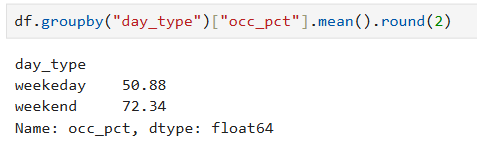 df.groupby("day_type")["occ_pct"].mean().round(2)
day_type
weekeday    50.88
weekend     72.34
Name: occ_pct, dtype: float64